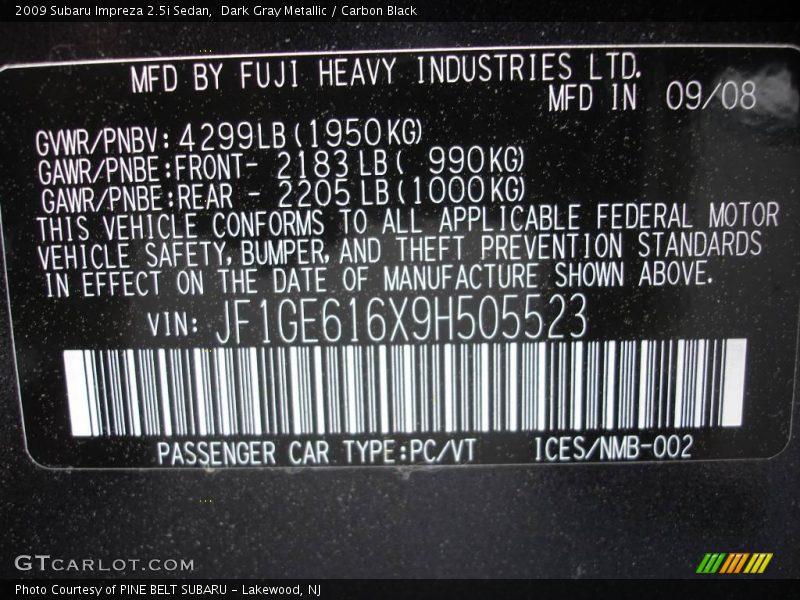 2009 Subaru Impreza 2.5i Sedan,  Dark Gray Metallic / Carbon Black
MFD BY FUJI HEAVY INDUSTRIES LTD.
MFD IN 09/08
GVWR/PNBV: 4299LB(1950KG)
GAWR/PNBE:FRONT- 2183 LB( 990KG)
GAWR/PNBE:REAR - 2205 LB(1000KG)
THIS VEHICLE CONFORMS TO ALL APPLICABLE FEDERAL MOTOR
VEHICLE SAFETY, BUMPER, AND THEFT PREVENTION STANDARDS
IN EFFECT ON THE DATE OF MANUFACTURE SHOWN ABOVE.
VIN: JF1GE616X9H505523
PASSENGER CAR TYPE:PC/VT ICES/NMB-002
GTCARLOT.COM
Photo Courtesy of PINE BELT SUBARU - Lakewood, NJ